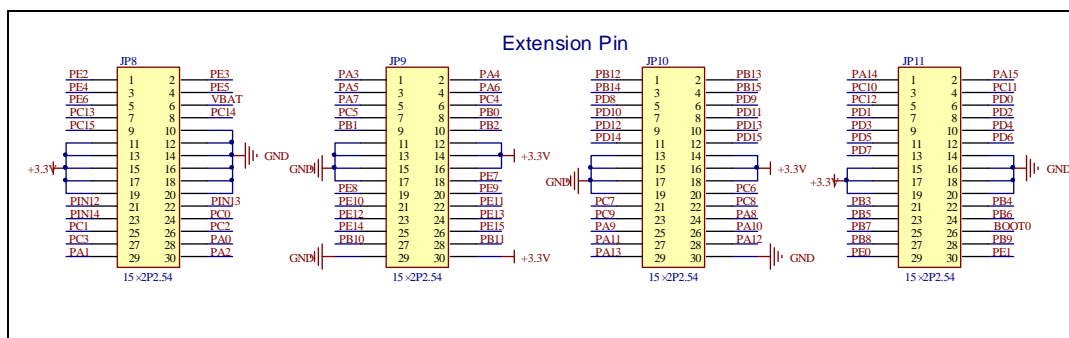 Extension Pin
JP8
PE2 1 2 PE3
PE4 3 4 PE5
PE6 5 6 VBAT
PC13 7 8 PC14
PC15 9 10
11 12
13 14 GND
+3.3V 15 16
17 18
19 20
PIN12 21 22 PIN13
PIN14 23 24 PC0
PC1 25 26 PC2
PC3 27 28 PA0
PA1 29 30 PA2
15×2P2.54
JP9
PA3 1 2 PA4
PA5 3 4 PA6
PA7 5 6 PC4
PC5 7 8 PB0
PB1 9 10 PB2
11 12
13 14 +3.3V
GND 15 16
17 18 PE7
PE8 19 20 PE9
PE10 21 22 PE11
PE12 23 24 PE13
PE14 25 26 PE15
PB10 27 28 PB11
GND 29 30 +3.3V
15×2P2.54
JP10
PB12 1 2 PB13
PB14 3 4 PB15
PD8 5 6 PD9
PD10 7 8 PD11
PD12 9 10 PD13
PD14 11 12 PD15
13 14
15 16 +3.3V
GND 17 18
19 20 PC6
PC7 21 22 PC8
PC9 23 24 PA8
PA9 25 26 PA10
PA11 27 28 PA12
PA13 29 30 GND
15×2P2.54
JP11
PA14 1 2 PA15
PC10 3 4 PC11
PC12 5 6 PD0
PD1 7 8 PD2
PD3 9 10 PD4
PD5 11 12 PD6
PD7 13 14
15 16 GND
+3.3V 17 18
19 20
PB3 21 22 PB4
PB5 23 24 PB6
PB7 25 26 BOOT0
PB8 27 28 PB9
PE0 29 30 PE1
15×2P2.54